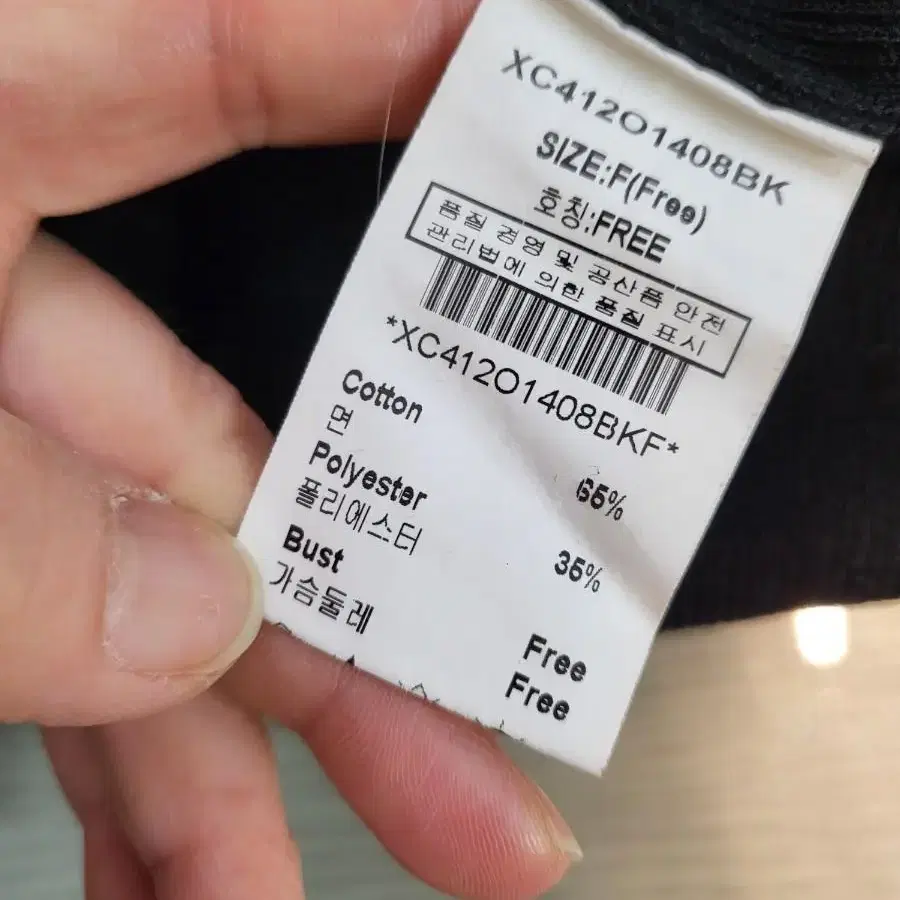 XC412O1408BK
SIZE:F(Free)
호칭:FREE
품질 경영 및 공산품 안전
관리법에 의한 품질 표시
*XC412O1408BKF*
Cotton
면 65%
Polyester
폴리에스터 35%
Bust
가슴둘레 Free
Free